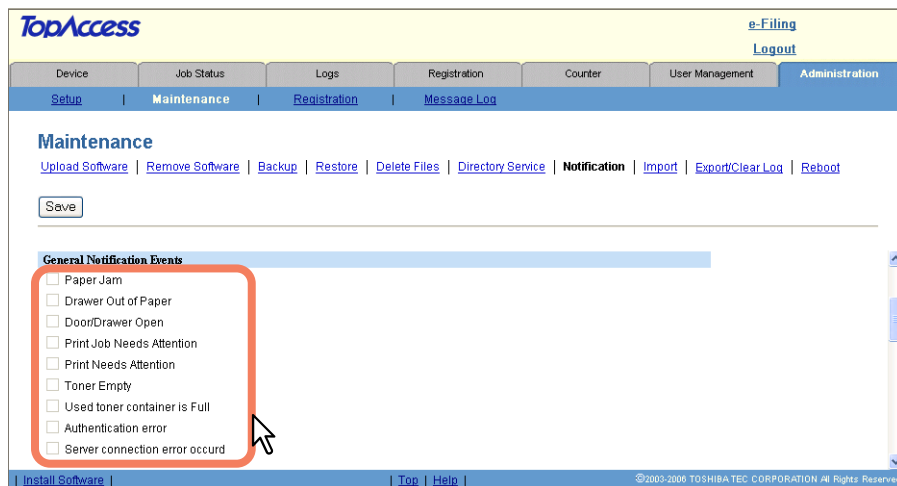 TopAccess
e-Filing
Logout
Device Job Status Logs Registration Counter User Management Administration
Setup | Maintenance | Registration | Message Log
Maintenance
Upload Software | Remove Software | Backup | Restore | Delete Files | Directory Service | Notification | Import | Export/Clear Log | Reboot
Save
General Notification Events
Paper Jam
Drawer Out of Paper
Door/Drawer Open
Print Job Needs Attention
Print Needs Attention
Toner Empty
Used toner container is Full
Authentication error
Server connection error occurd
| Install Software | | Top | Help | ©2003-2006 TOSHIBA TEC CORPORATION All Rights Reserved